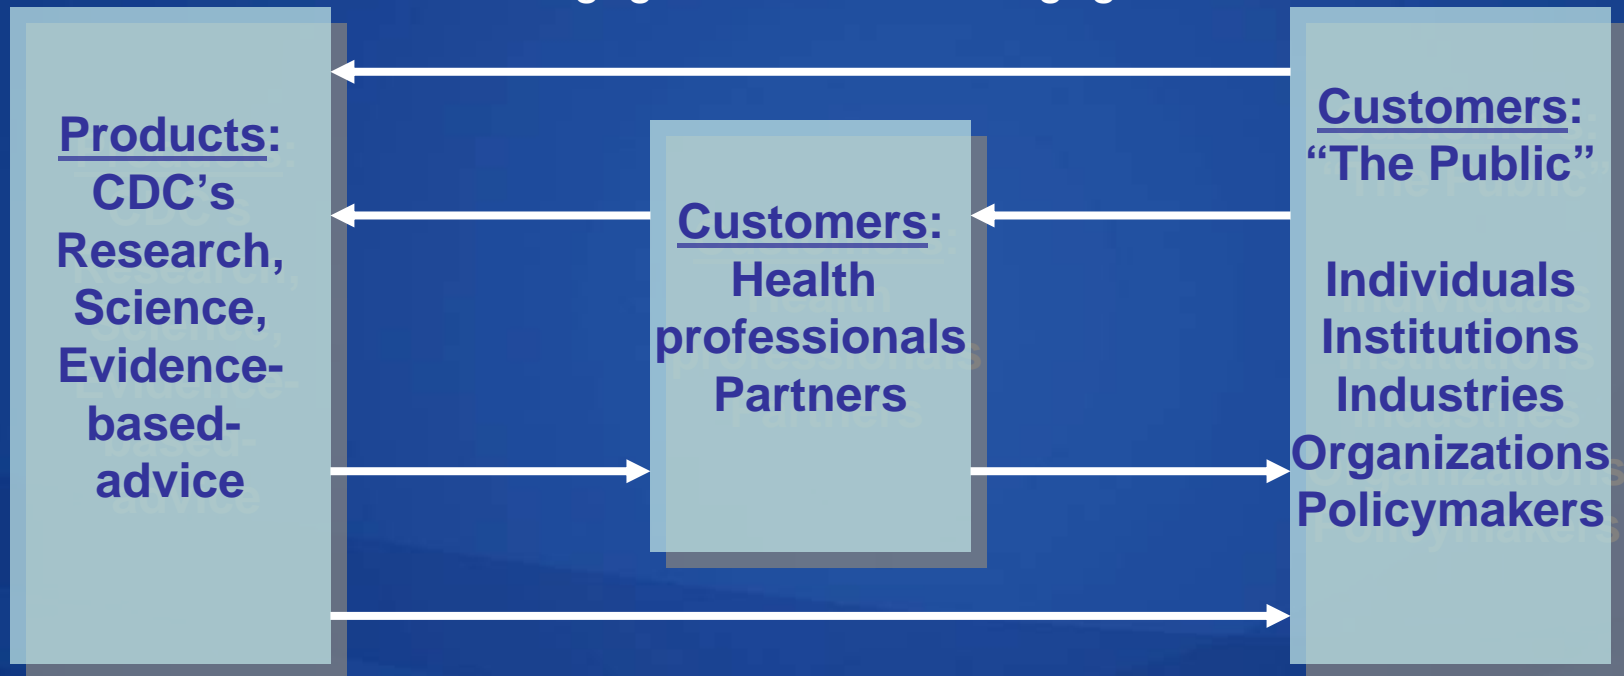 Products:
CDC's
Research,
Science,
Evidence-
based-
advice
Customers:
Health
professionals
Partners
Customers:
“The Public”
Individuals
Institutions
Industries
Organizations
Policymakers